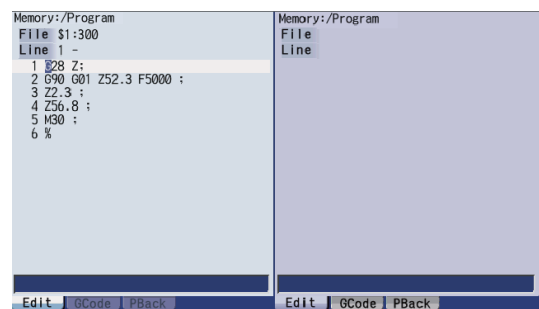 Memory:/Program
File $1:300
Line 1 -
1 G28 Z;
2 G90 G01 Z52.3 F5000 ;
3 Z2.3 ;
4 Z56.8 ;
5 M30 ;
6 %
Edit GCode PBack
Memory:/Program
File
Line
Edit GCode PBack